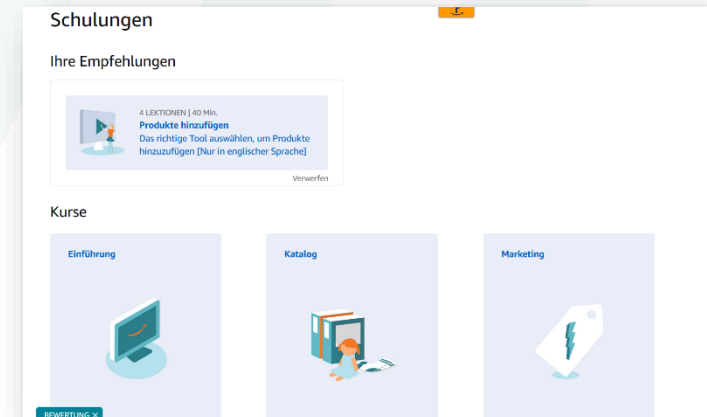 Schulungen
Ihre Empfehlungen
4 LEKTIONEN | 40 Min.
Produkte hinzufügen
Das richtige Tool auswählen, um Produkte
hinzuzufügen [Nur in englischer Sprache]
Verwerfen
Kurse
Einführung
Katalog
Marketing
BEWERTUNG ×